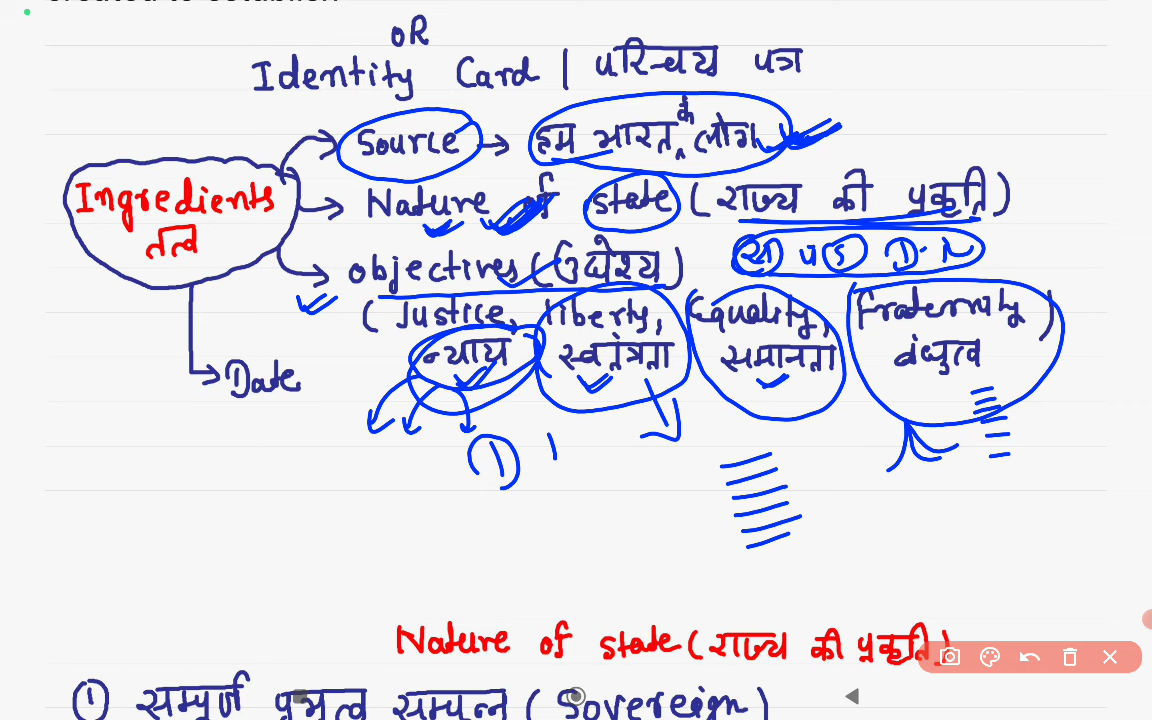 OR
Identity Card | परिचय पत्र
Source → हम भारत के लोग
Ingredients
तत्व
Nature of state (राज्य की प्रकृति)
objectives (उद्देश्य)
(Justice, liberty, Equality, fraternity)
न्याय स्वतंत्रता समानता बंधुत्व
Date
Nature of state (राज्य की प्रकृति)
① सम्पूर्ण प्रभुत्व सम्पन्न (Sovereign)